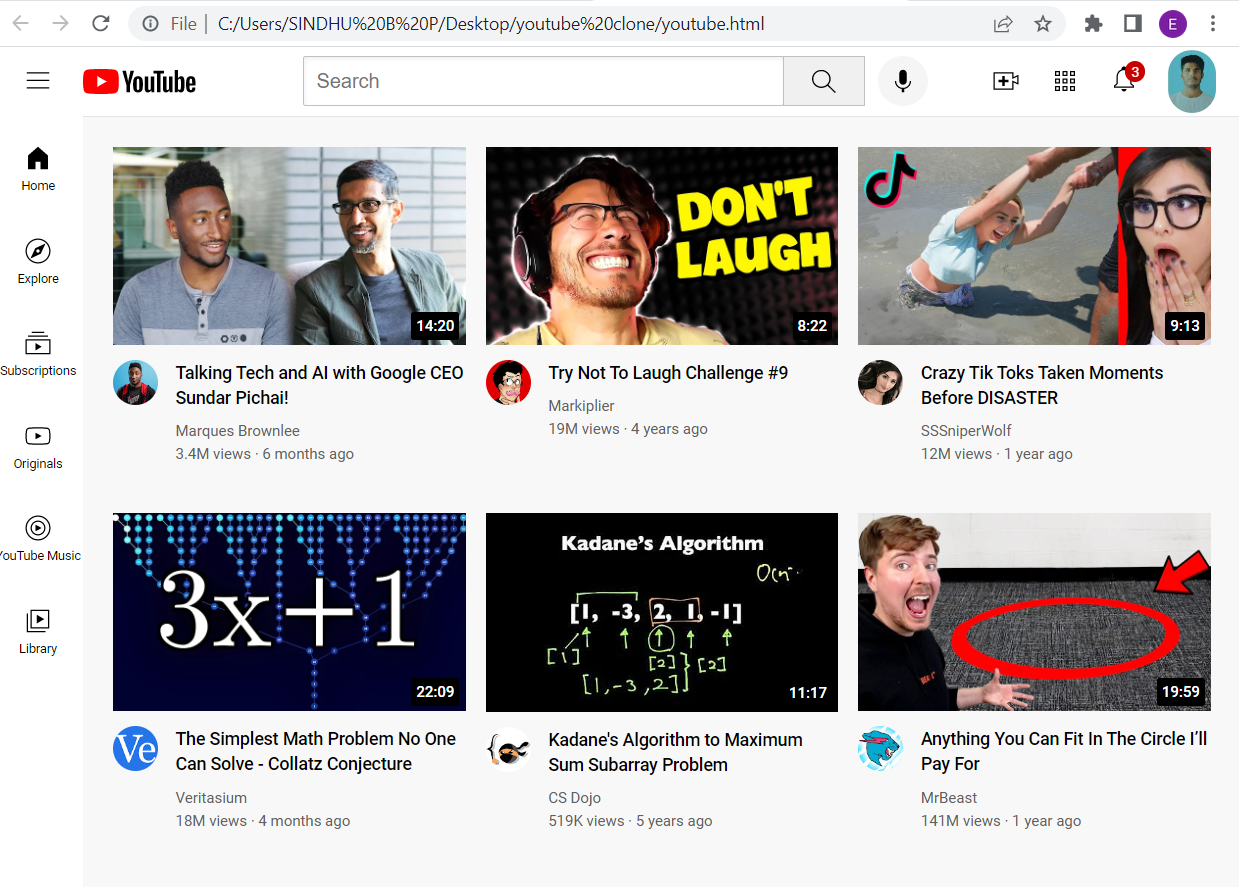 File | C:/Users/SINDHU%20B%20P/Desktop/youtube%20clone/youtube.html
E
YouTube
Search
3
Home
Explore
Subscriptions
Originals
YouTube Music
Library
14:20
Talking Tech and AI with Google CEO
Sundar Pichai!
Marques Brownlee
3.4M views · 6 months ago
DON'T
LAUGH
8:22
Try Not To Laugh Challenge #9
Markiplier
19M views · 4 years ago
9:13
Crazy Tik Toks Taken Moments
Before DISASTER
SSSniperWolf
12M views · 1 year ago
3x+1
22:09
Ve
The Simplest Math Problem No One
Can Solve - Collatz Conjecture
Veritasium
18M views · 4 months ago
Kadane's Algorithm
[1, -3, 2, 1, -1]
[1]
[2]
[2]
[1,-3,2]
11:17
Kadane's Algorithm to Maximum
Sum Subarray Problem
CS Dojo
519K views · 5 years ago
19:59
Anything You Can Fit In The Circle I’ll
Pay For
MrBeast
141M views · 1 year ago